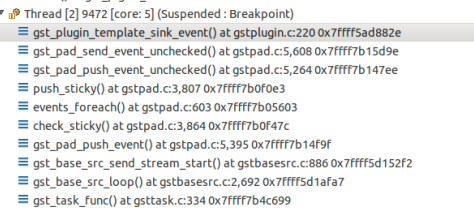 Thread [2] 9472 [core: 5] (Suspended : Breakpoint)
gst_plugin_template_sink_event() at gstplugin.c:220 0x7ffff5ad882e
gst_pad_send_event_unchecked() at gstpad.c:5,608 0x7ffff7b15d9e
gst_pad_push_event_unchecked() at gstpad.c:5,264 0x7ffff7b147ee
push_sticky() at gstpad.c:3,807 0x7ffff7b0f0e3
events_foreach() at gstpad.c:603 0x7ffff7b05603
check_sticky() at gstpad.c:3,864 0x7ffff7b0f47c
gst_pad_push_event() at gstpad.c:5,395 0x7ffff7b14f9f
gst_base_src_send_stream_start() at gstbasesrc.c:886 0x7ffff5d152f2
gst_base_src_loop() at gstbasesrc.c:2,692 0x7ffff5d1afa7
gst_task_func() at gsttask.c:334 0x7ffff7b4c699